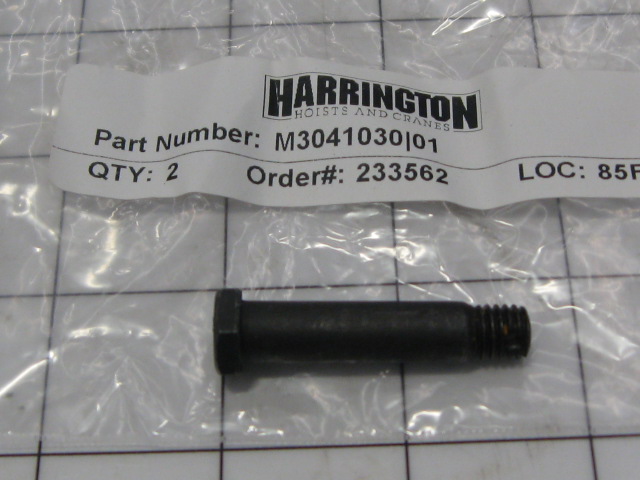 HARRINGTON
HOISTS AND CRANES
Part Number: M3041030|01
QTY: 2 Order#: 233562 LOC: 85F